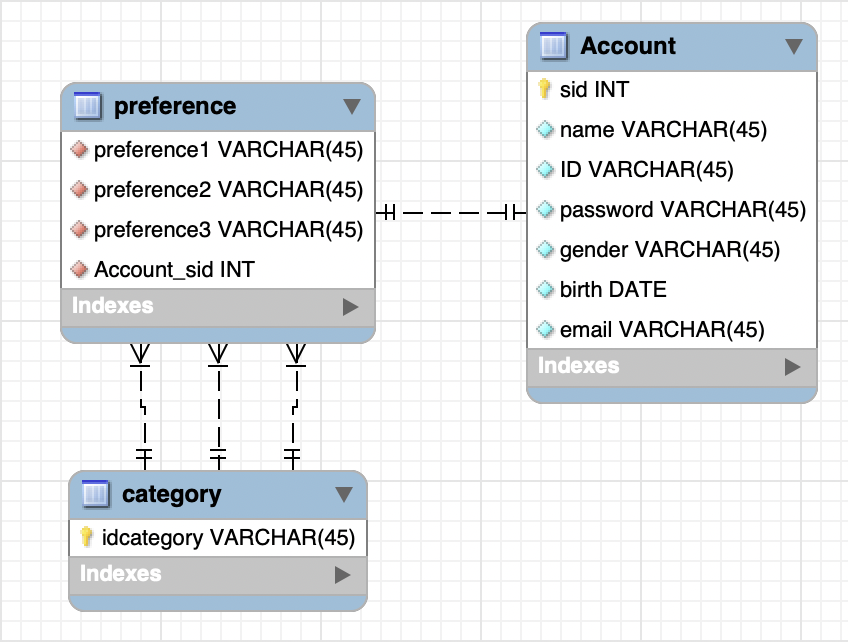 preference
preference1 VARCHAR(45)
preference2 VARCHAR(45)
preference3 VARCHAR(45)
Account_sid INT
Indexes
Account
sid INT
name VARCHAR(45)
ID VARCHAR(45)
password VARCHAR(45)
gender VARCHAR(45)
birth DATE
email VARCHAR(45)
Indexes
category
idcategory VARCHAR(45)
Indexes